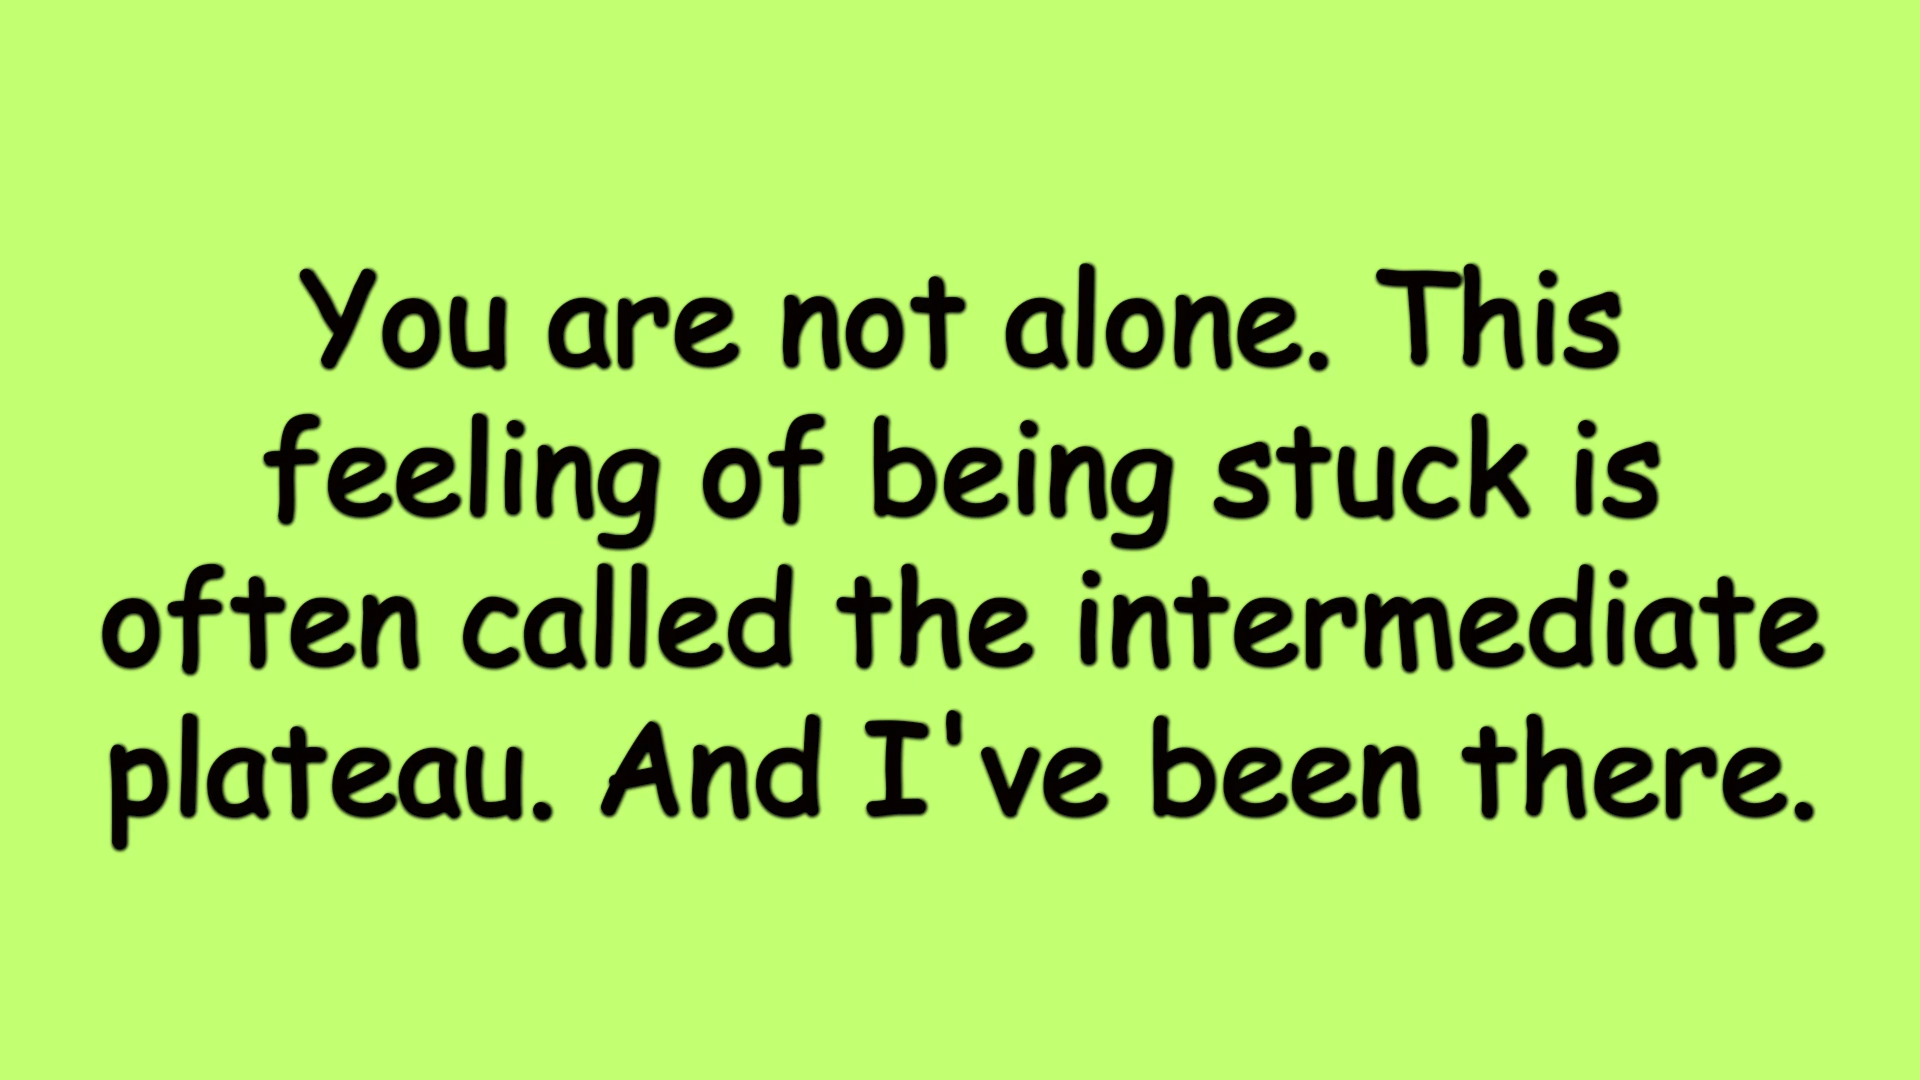 You are not alone. This
feeling of being stuck is
often called the intermediate
plateau. And I've been there.